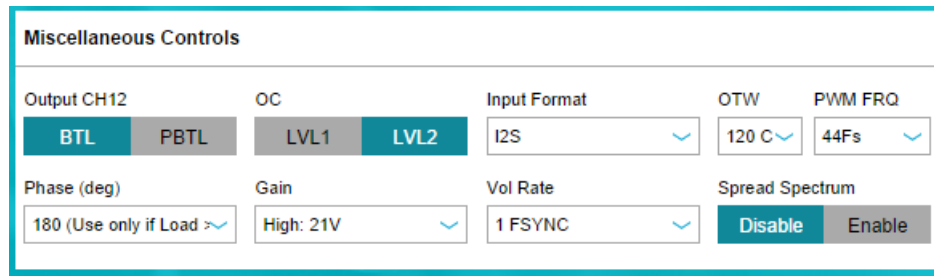 Miscellaneous Controls
Output CH12 OC Input Format OTW PWM FRQ
BTL PBTL LVL1 LVL2 I2S 120 C 44Fs
Phase (deg) Gain Vol Rate Spread Spectrum
180 (Use only if Load > High: 21V 1 FSYNC Disable Enable